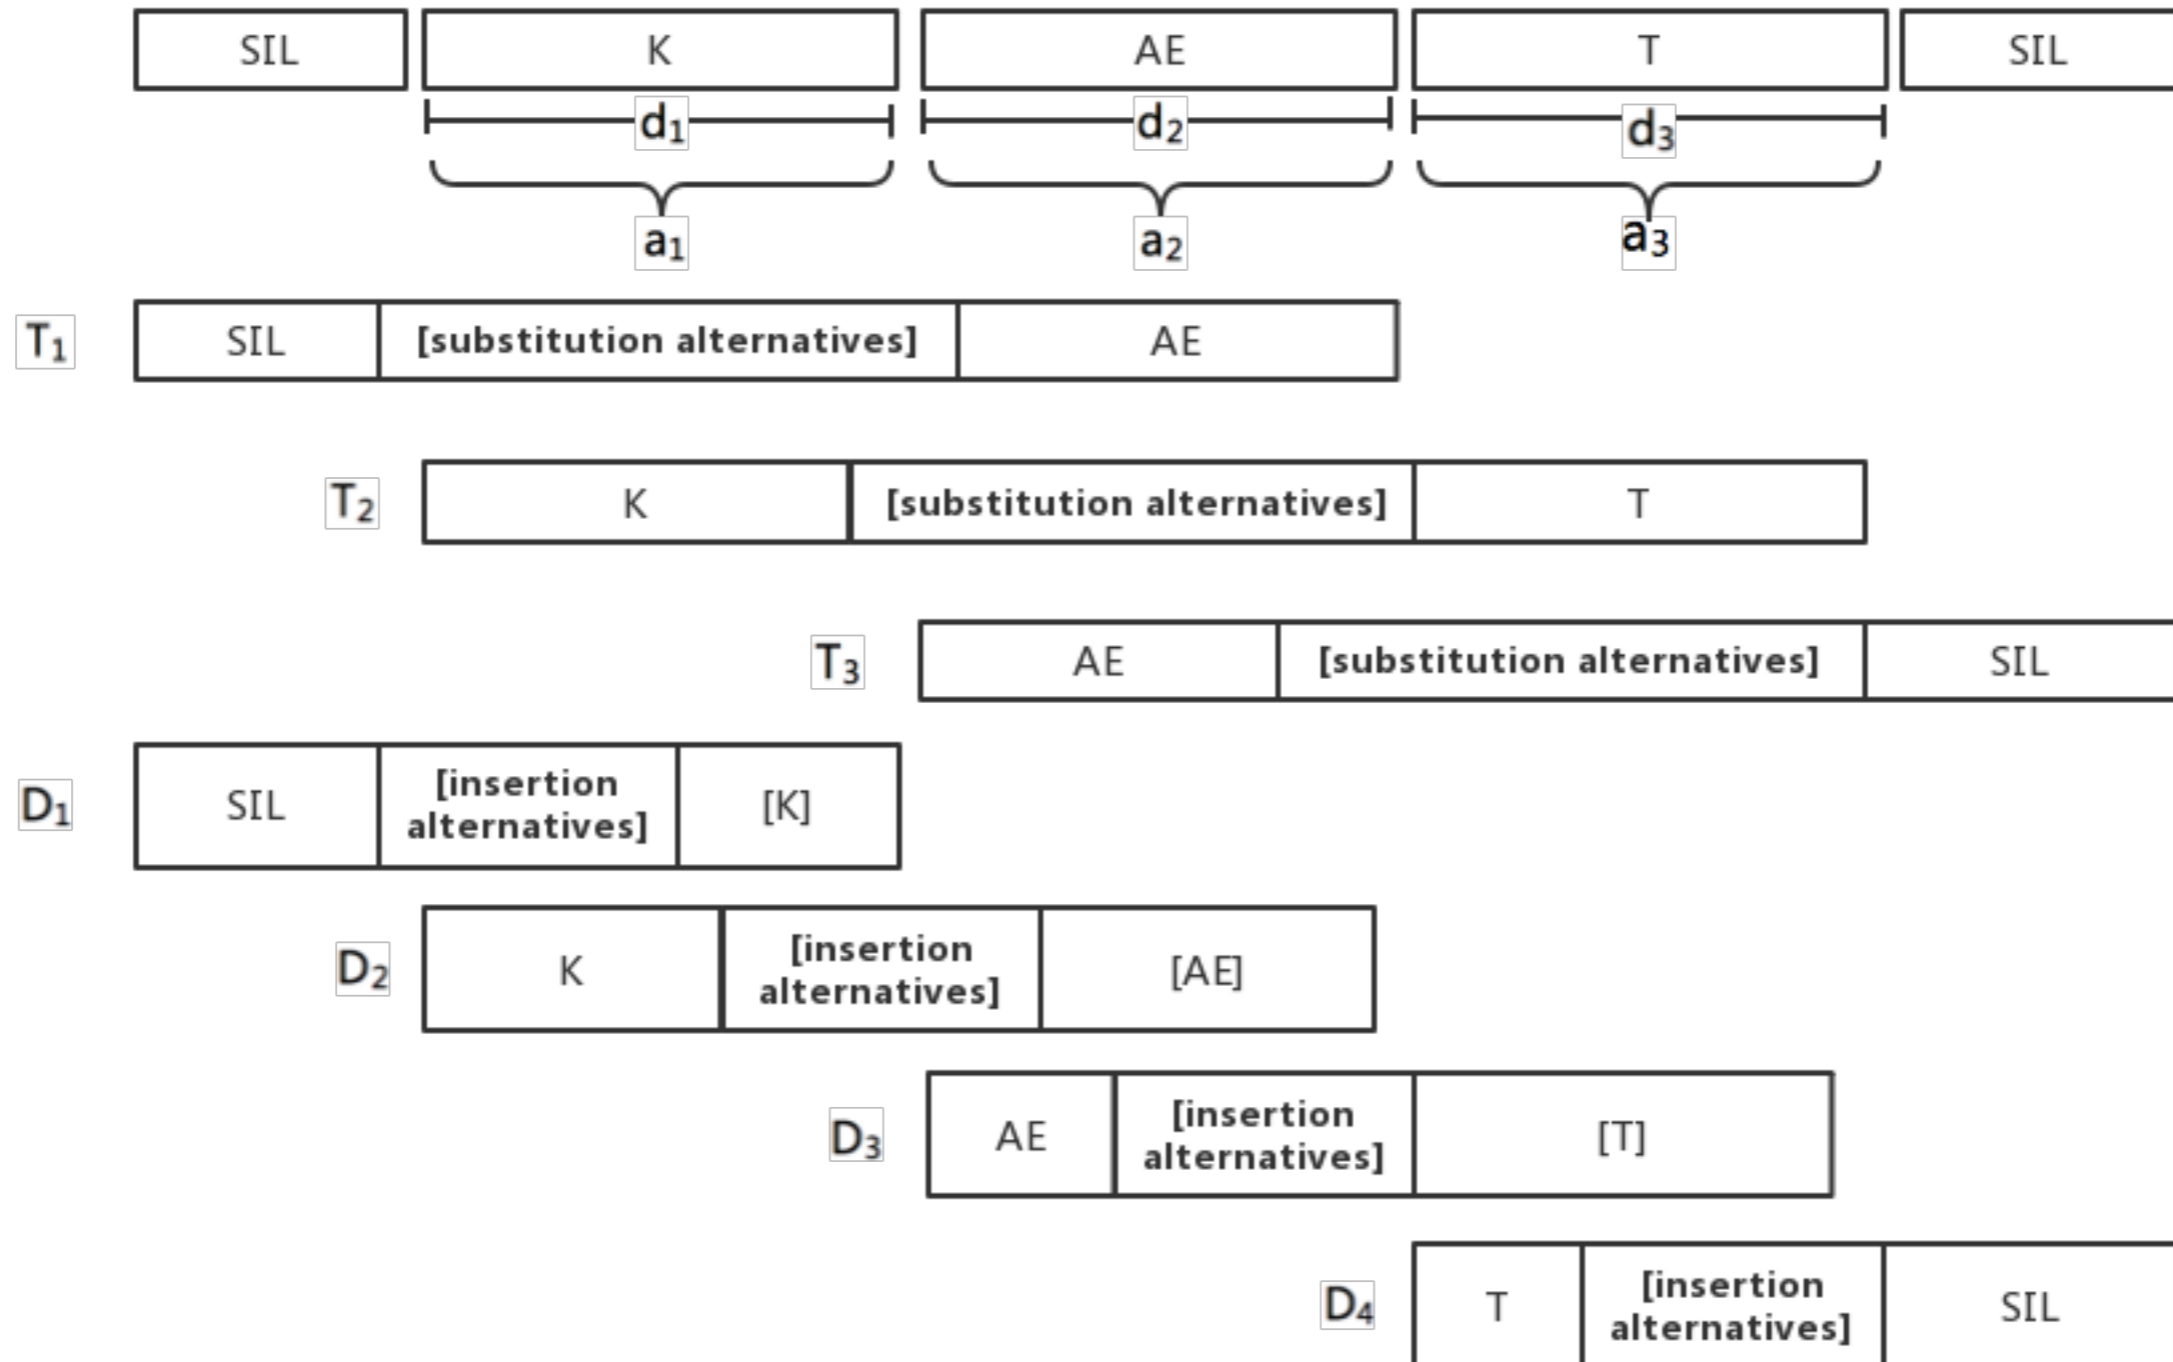 SIL K AE T SIL
d₁ d₂ d₃
a₁ a₂ a₃
T₁ SIL [substitution alternatives] AE
T₂ K [substitution alternatives] T
T₃ AE [substitution alternatives] SIL
D₁ SIL [insertion alternatives] [K]
D₂ K [insertion alternatives] [AE]
D₃ AE [insertion alternatives] [T]
D₄ T [insertion alternatives] SIL